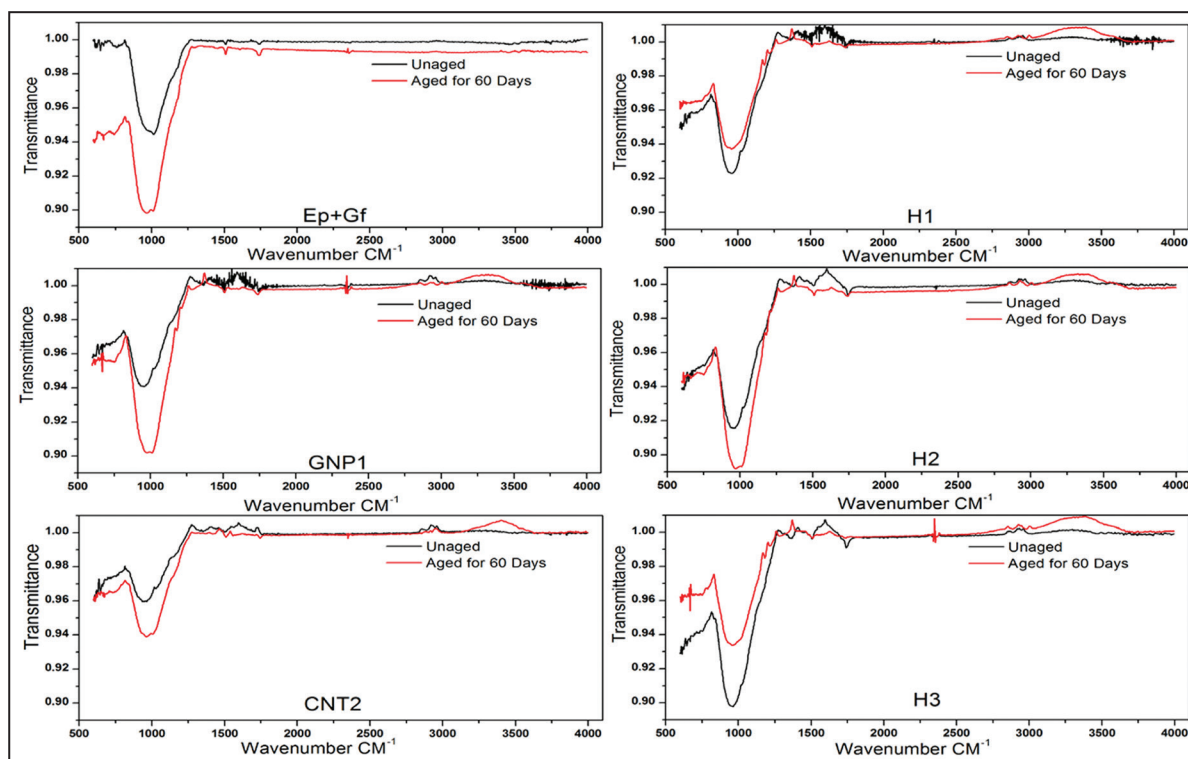 1.00
0.98
0.96
0.94
0.92
0.90
Transmittance
Unaged
Aged for 60 Days
Ep+Gf
500 1000 1500 2000 2500 3000 3500 4000
Wavenumber CM⁻¹
1.00
0.98
0.96
0.94
0.92
0.90
Transmittance
Unaged
Aged for 60 Days
H1
500 1000 1500 2000 2500 3000 3500 4000
Wavenumber CM⁻¹
1.00
0.98
0.96
0.94
0.92
0.90
Transmittance
Unaged
Aged for 60 Days
GNP1
500 1000 1500 2000 2500 3000 3500 4000
Wavenumber CM⁻¹
1.00
0.98
0.96
0.94
0.92
0.90
Transmittance
Unaged
Aged for 60 Days
H2
500 1000 1500 2000 2500 3000 3500 4000
Wavenumber CM⁻¹
1.00
0.98
0.96
0.94
0.92
0.90
Transmittance
Unaged
Aged for 60 Days
CNT2
500 1000 1500 2000 2500 3000 3500 4000
Wavenumber CM⁻¹
1.00
0.98
0.96
0.94
0.92
0.90
Transmittance
Unaged
Aged for 60 Days
H3
500 1000 1500 2000 2500 3000 3500 4000
Wavenumber CM⁻¹